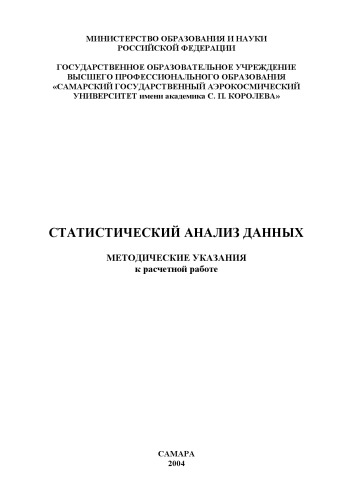 МИНИСТЕРСТВО ОБРАЗОВАНИЯ И НАУКИ
РОССИЙСКОЙ ФЕДЕРАЦИИ
ГОСУДАРСТВЕННОЕ ОБРАЗОВАТЕЛЬНОЕ УЧРЕЖДЕНИЕ
ВЫСШЕГО ПРОФЕССИОНАЛЬНОГО ОБРАЗОВАНИЯ
«САМАРСКИЙ ГОСУДАРСТВЕННЫЙ АЭРОКОСМИЧЕСКИЙ
УНИВЕРСИТЕТ имени академика С. П. КОРОЛЕВА»
СТАТИСТИЧЕСКИЙ АНАЛИЗ ДАННЫХ
МЕТОДИЧЕСКИЕ УКАЗАНИЯ
к расчетной работе
САМАРА
2004